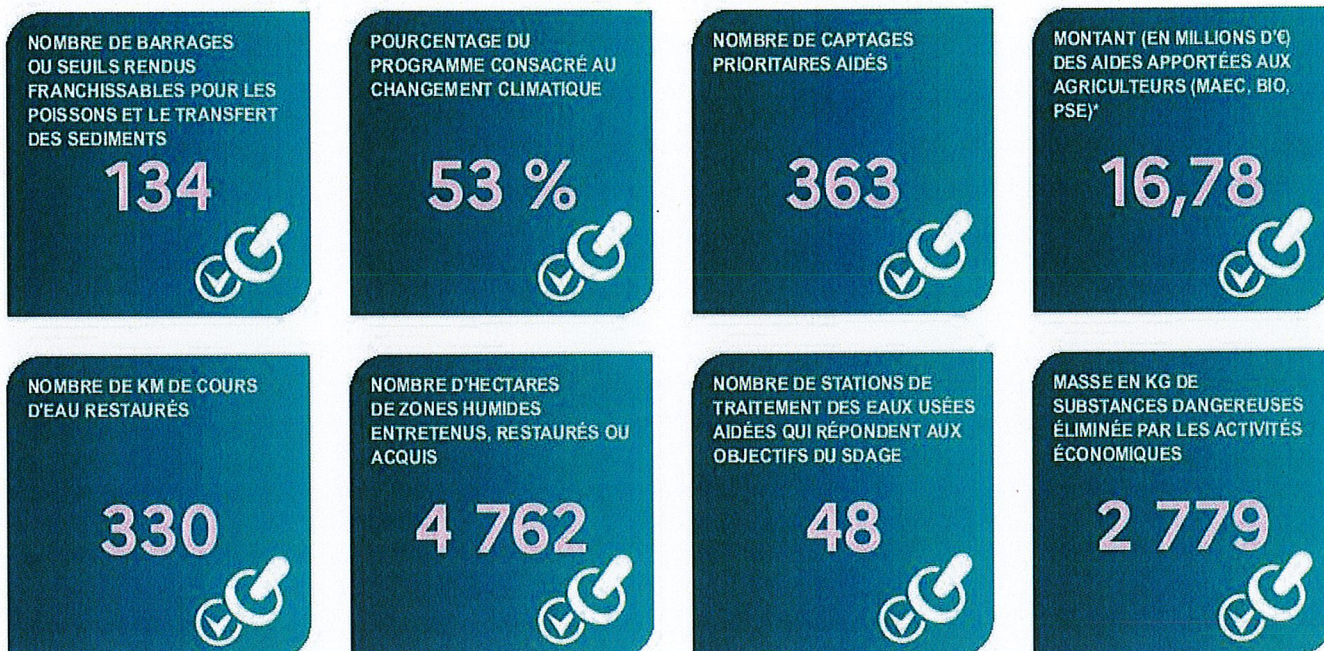 NOMBRE DE BARRAGES
OU SEUILS RENDUS
FRANCHISSABLES POUR LES
POISSONS ET LE TRANSFERT
DES SEDIMENTS
134
POURCENTAGE DU
PROGRAMME CONSACRÉ AU
CHANGEMENT CLIMATIQUE
53 %
NOMBRE DE CAPTAGES
PRIORITAIRES AIDÉS
363
MONTANT (EN MILLIONS D'€)
DES AIDES APPORTÉES AUX
AGRICULTEURS (MAEC, BIO,
PSE)*
16,78
NOMBRE DE KM DE COURS
D'EAU RESTAURÉS
330
NOMBRE D'HECTARES
DE ZONES HUMIDES
ENTRETENUS, RESTAURÉS OU
ACQUIS
4 762
NOMBRE DE STATIONS DE
TRAITEMENT DES EAUX USÉES
AIDÉES QUI RÉPONDENT AUX
OBJECTIFS DU SDAGE
48
MASSE EN KG DE
SUBSTANCES DANGEREUSES
ÉLIMINÉE PAR LES ACTIVITÉS
ÉCONOMIQUES
2 779